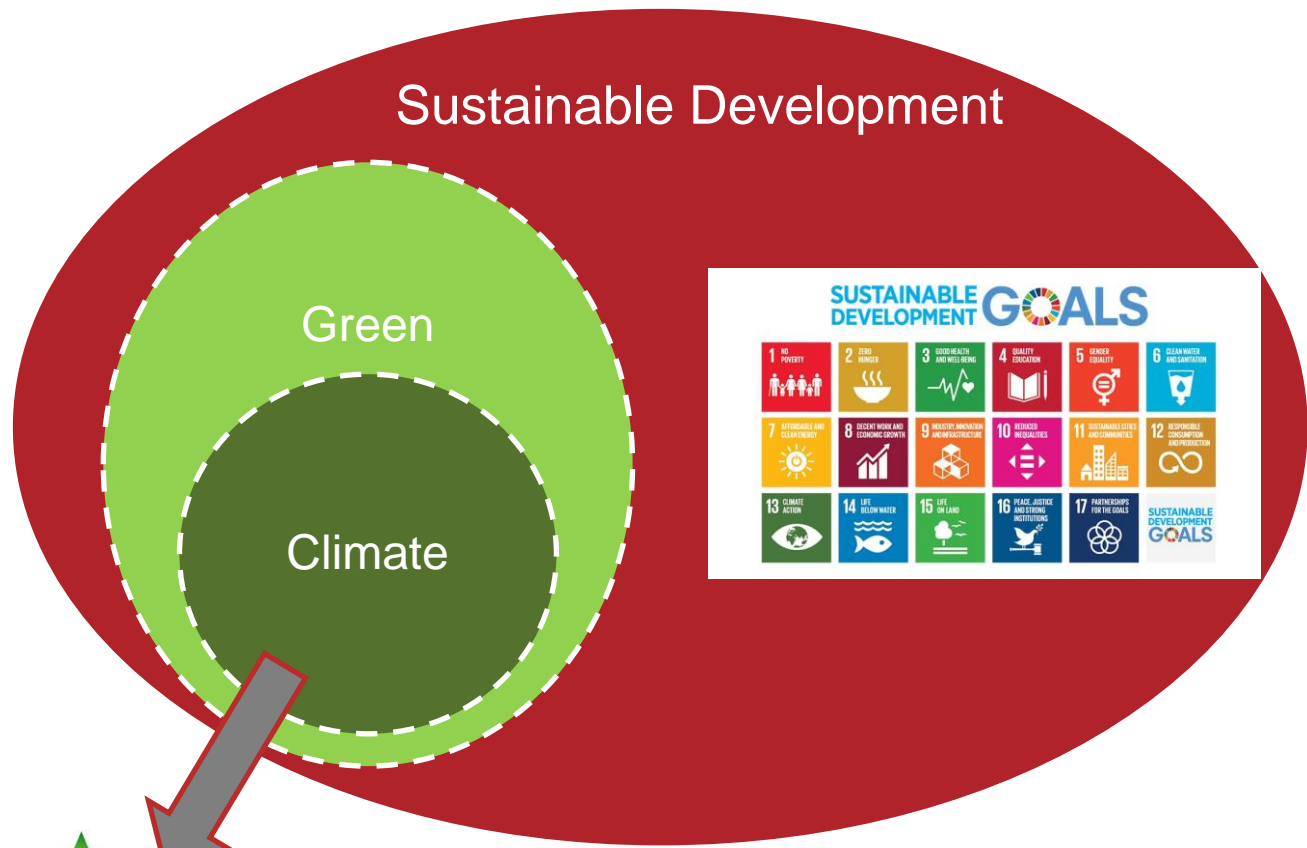 Sustainable Development
Green
Climate
SUSTAINABLE
DEVELOPMENT
GOALS
1 NO
POVERTY
2 ZERO
HUNGER
3 GOOD HEALTH
AND WELL-BEING
4 QUALITY
EDUCATION
5 GENDER
EQUALITY
6 CLEAN WATER
AND SANITATION
7 AFFORDABLE AND
CLEAN ENERGY
8 DECENT WORK AND
ECONOMIC GROWTH
9 INDUSTRY, INNOVATION
AND INFRASTRUCTURE
10 REDUCED
INEQUALITIES
11 SUSTAINABLE CITIES
AND COMMUNITIES
12 RESPONSIBLE
CONSUMPTION
AND PRODUCTION
13 CLIMATE
ACTION
14 LIFE
BELOW WATER
15 LIFE
ON LAND
16 PEACE, JUSTICE
AND STRONG
INSTITUTIONS
17 PARTNERSHIPS
FOR THE GOALS
SUSTAINABLE
DEVELOPMENT
GOALS